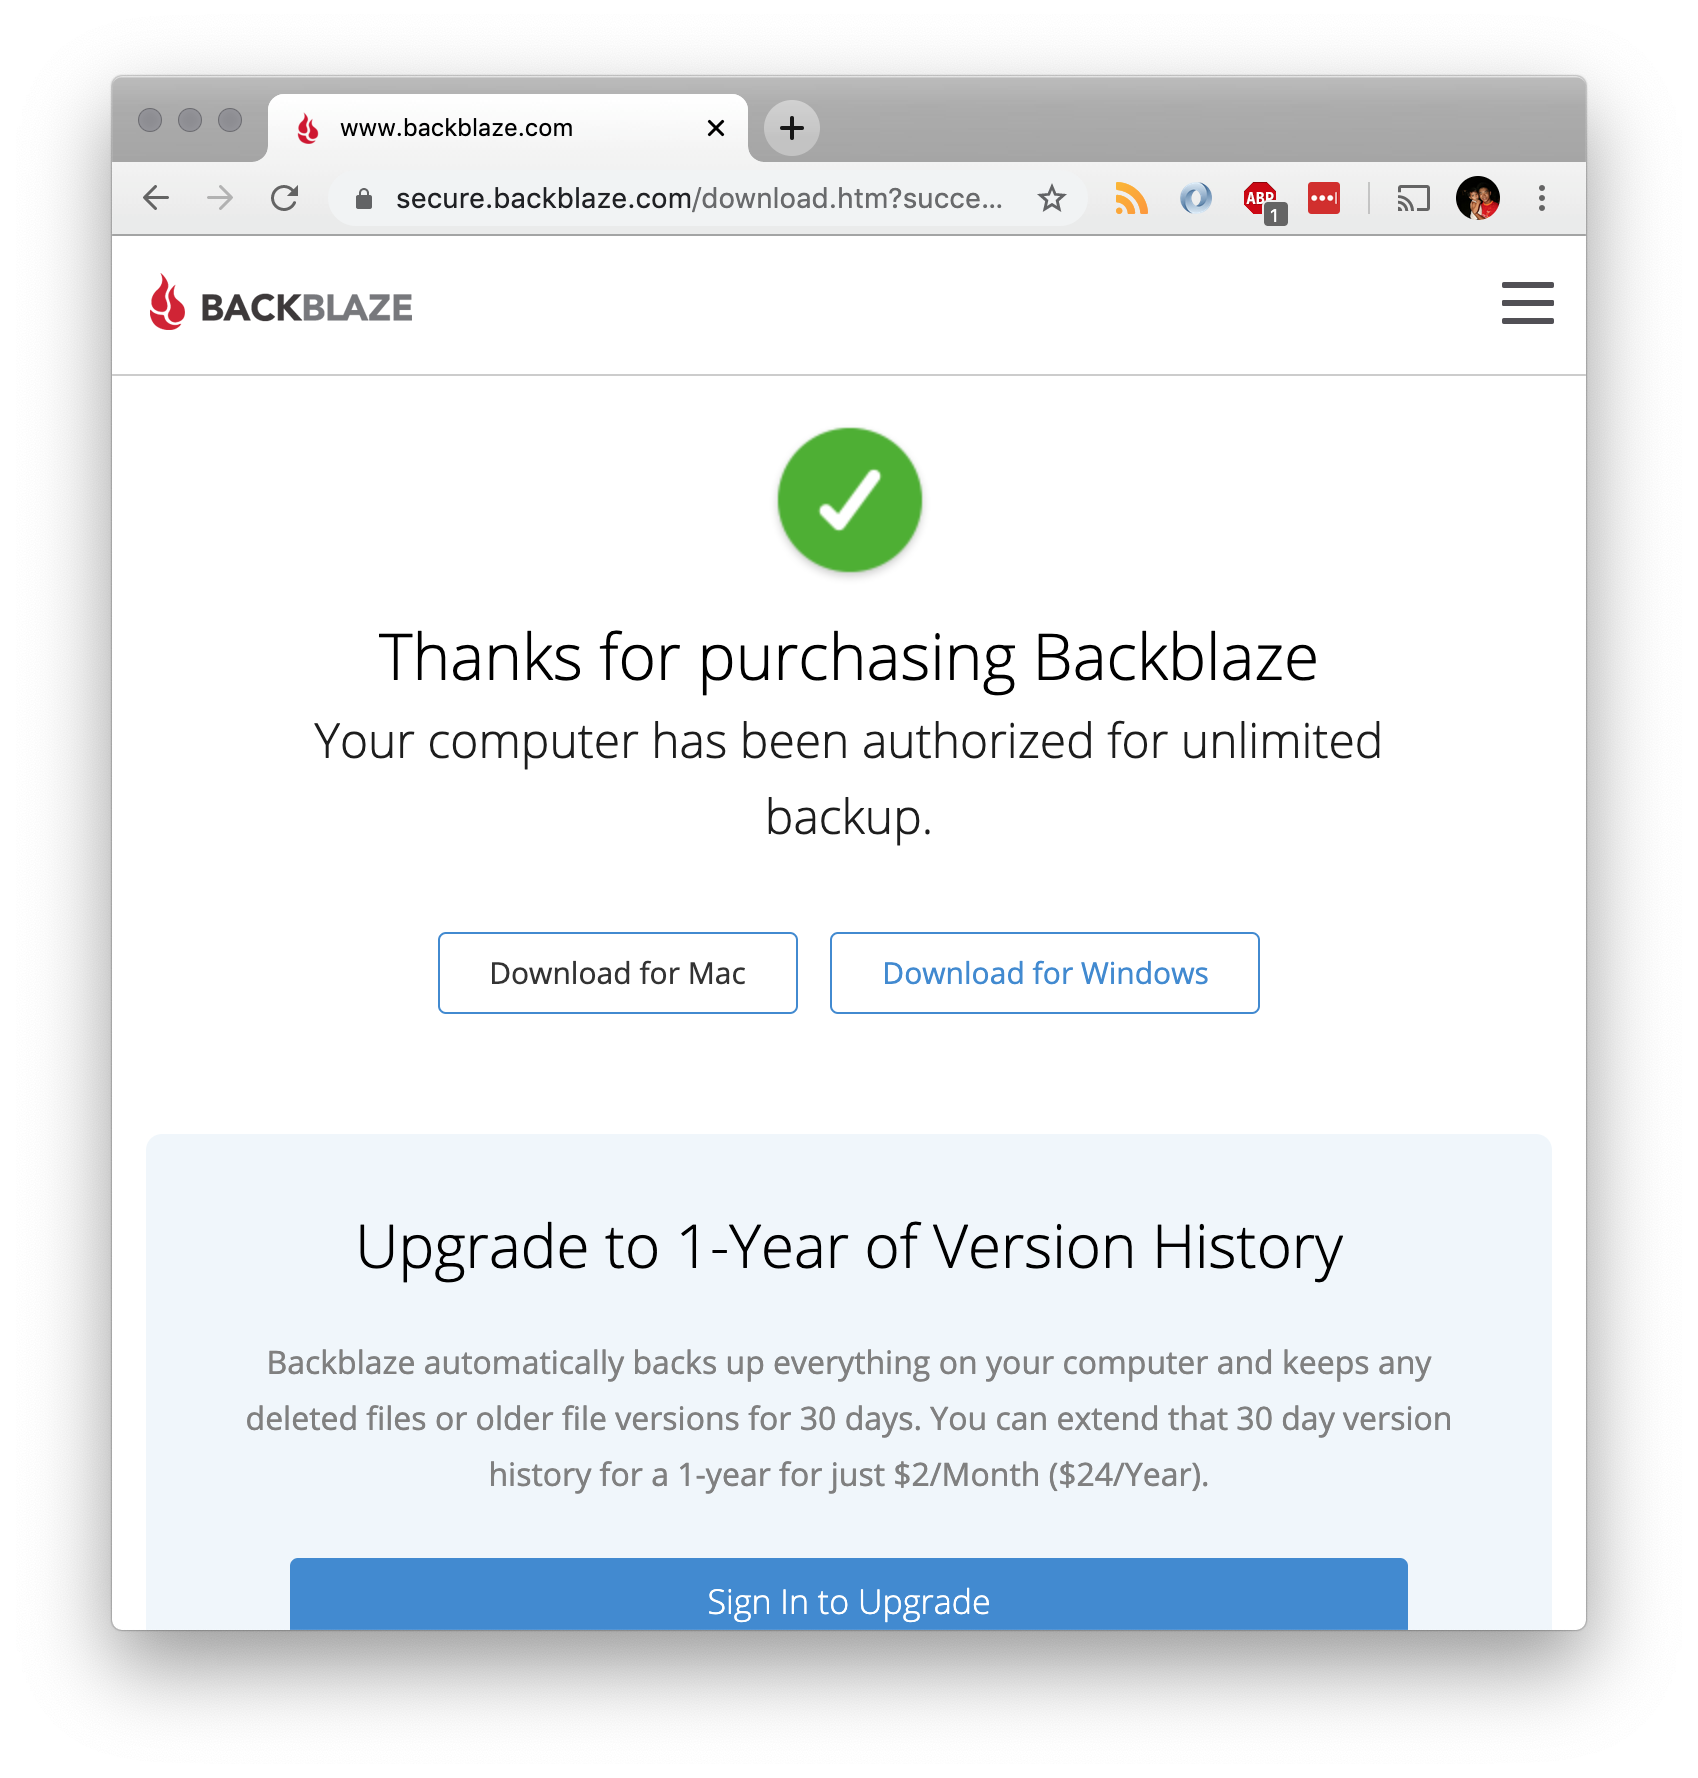 www.backblaze.com
secure.backblaze.com/download.htm?succe...
ABP
1
BACKBLAZE
Thanks for purchasing Backblaze
Your computer has been authorized for unlimited
backup.
Download for Mac
Download for Windows
Upgrade to 1-Year of Version History
Backblaze automatically backs up everything on your computer and keeps any
deleted files or older file versions for 30 days. You can extend that 30 day version
history for a 1-year for just $2/Month ($24/Year).
Sign In to Upgrade